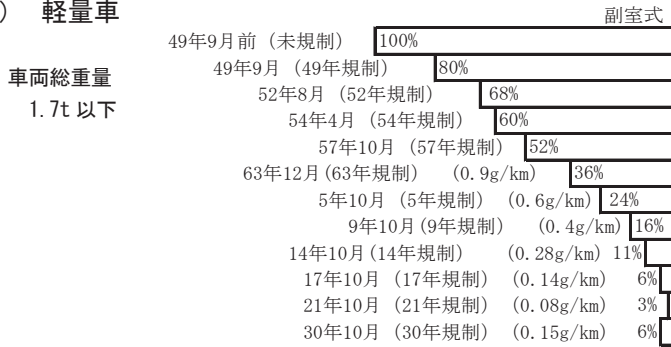 ) 軽量車
副室式
車両総重量
1.7t 以下
49年9月前 (未規制) 100%
49年9月 (49年規制) 80%
52年8月 (52年規制) 68%
54年4月 (54年規制) 60%
57年10月 (57年規制) 52%
63年12月(63年規制) (0.9g/km) 36%
5年10月 (5年規制) (0.6g/km) 24%
9年10月(9年規制) (0.4g/km) 16%
14年10月(14年規制) (0.28g/km) 11%
17年10月 (17年規制) (0.14g/km) 6%
21年10月 (21年規制) (0.08g/km) 3%
30年10月 (30年規制) (0.15g/km) 6%